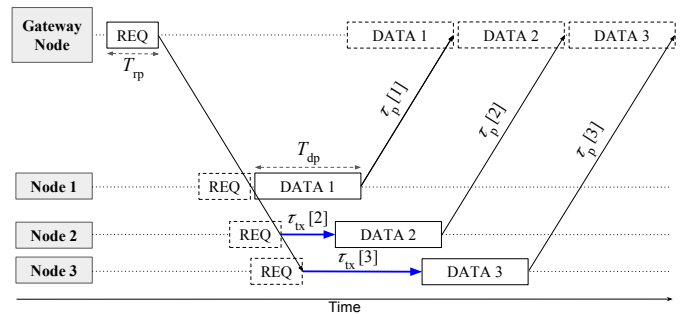 Gateway Node
REQ
DATA 1
DATA 2
DATA 3
T_rp
τ_p[1]
τ_p[2]
τ_p[3]
T_dp
Node 1
REQ
DATA 1
τ_tx[2]
Node 2
REQ
DATA 2
τ_tx[3]
Node 3
REQ
DATA 3
Time